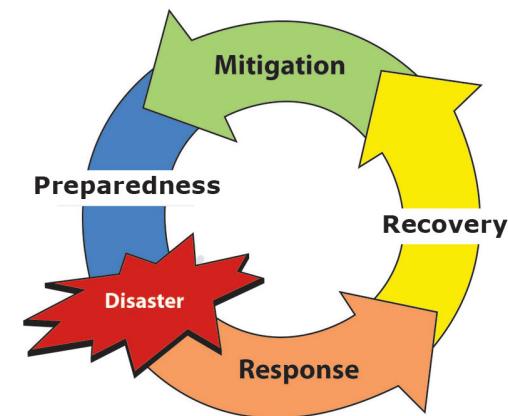 Mitigation
Preparedness
Recovery
Disaster
Response